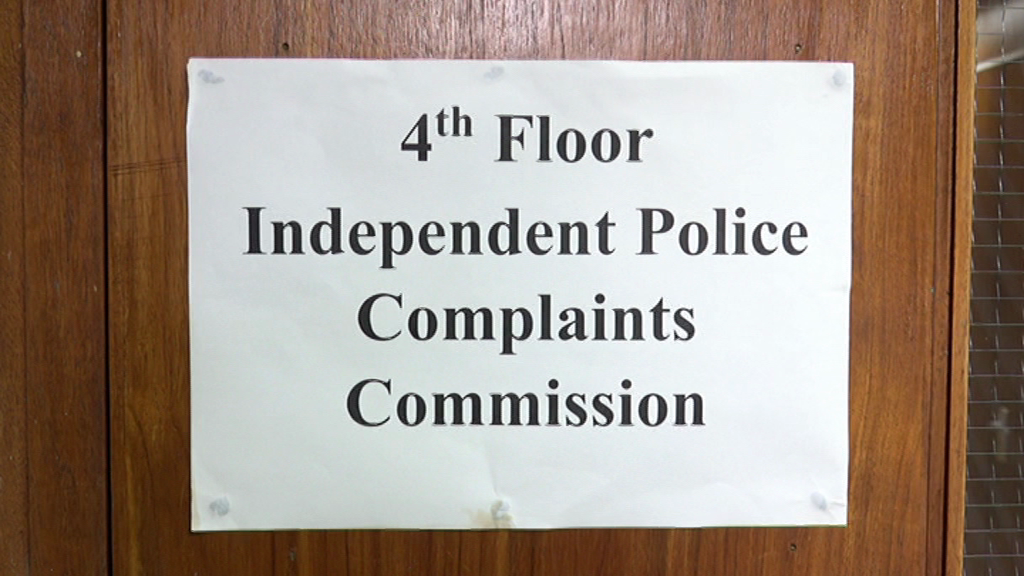 4th Floor
Independent Police
Complaints
Commission